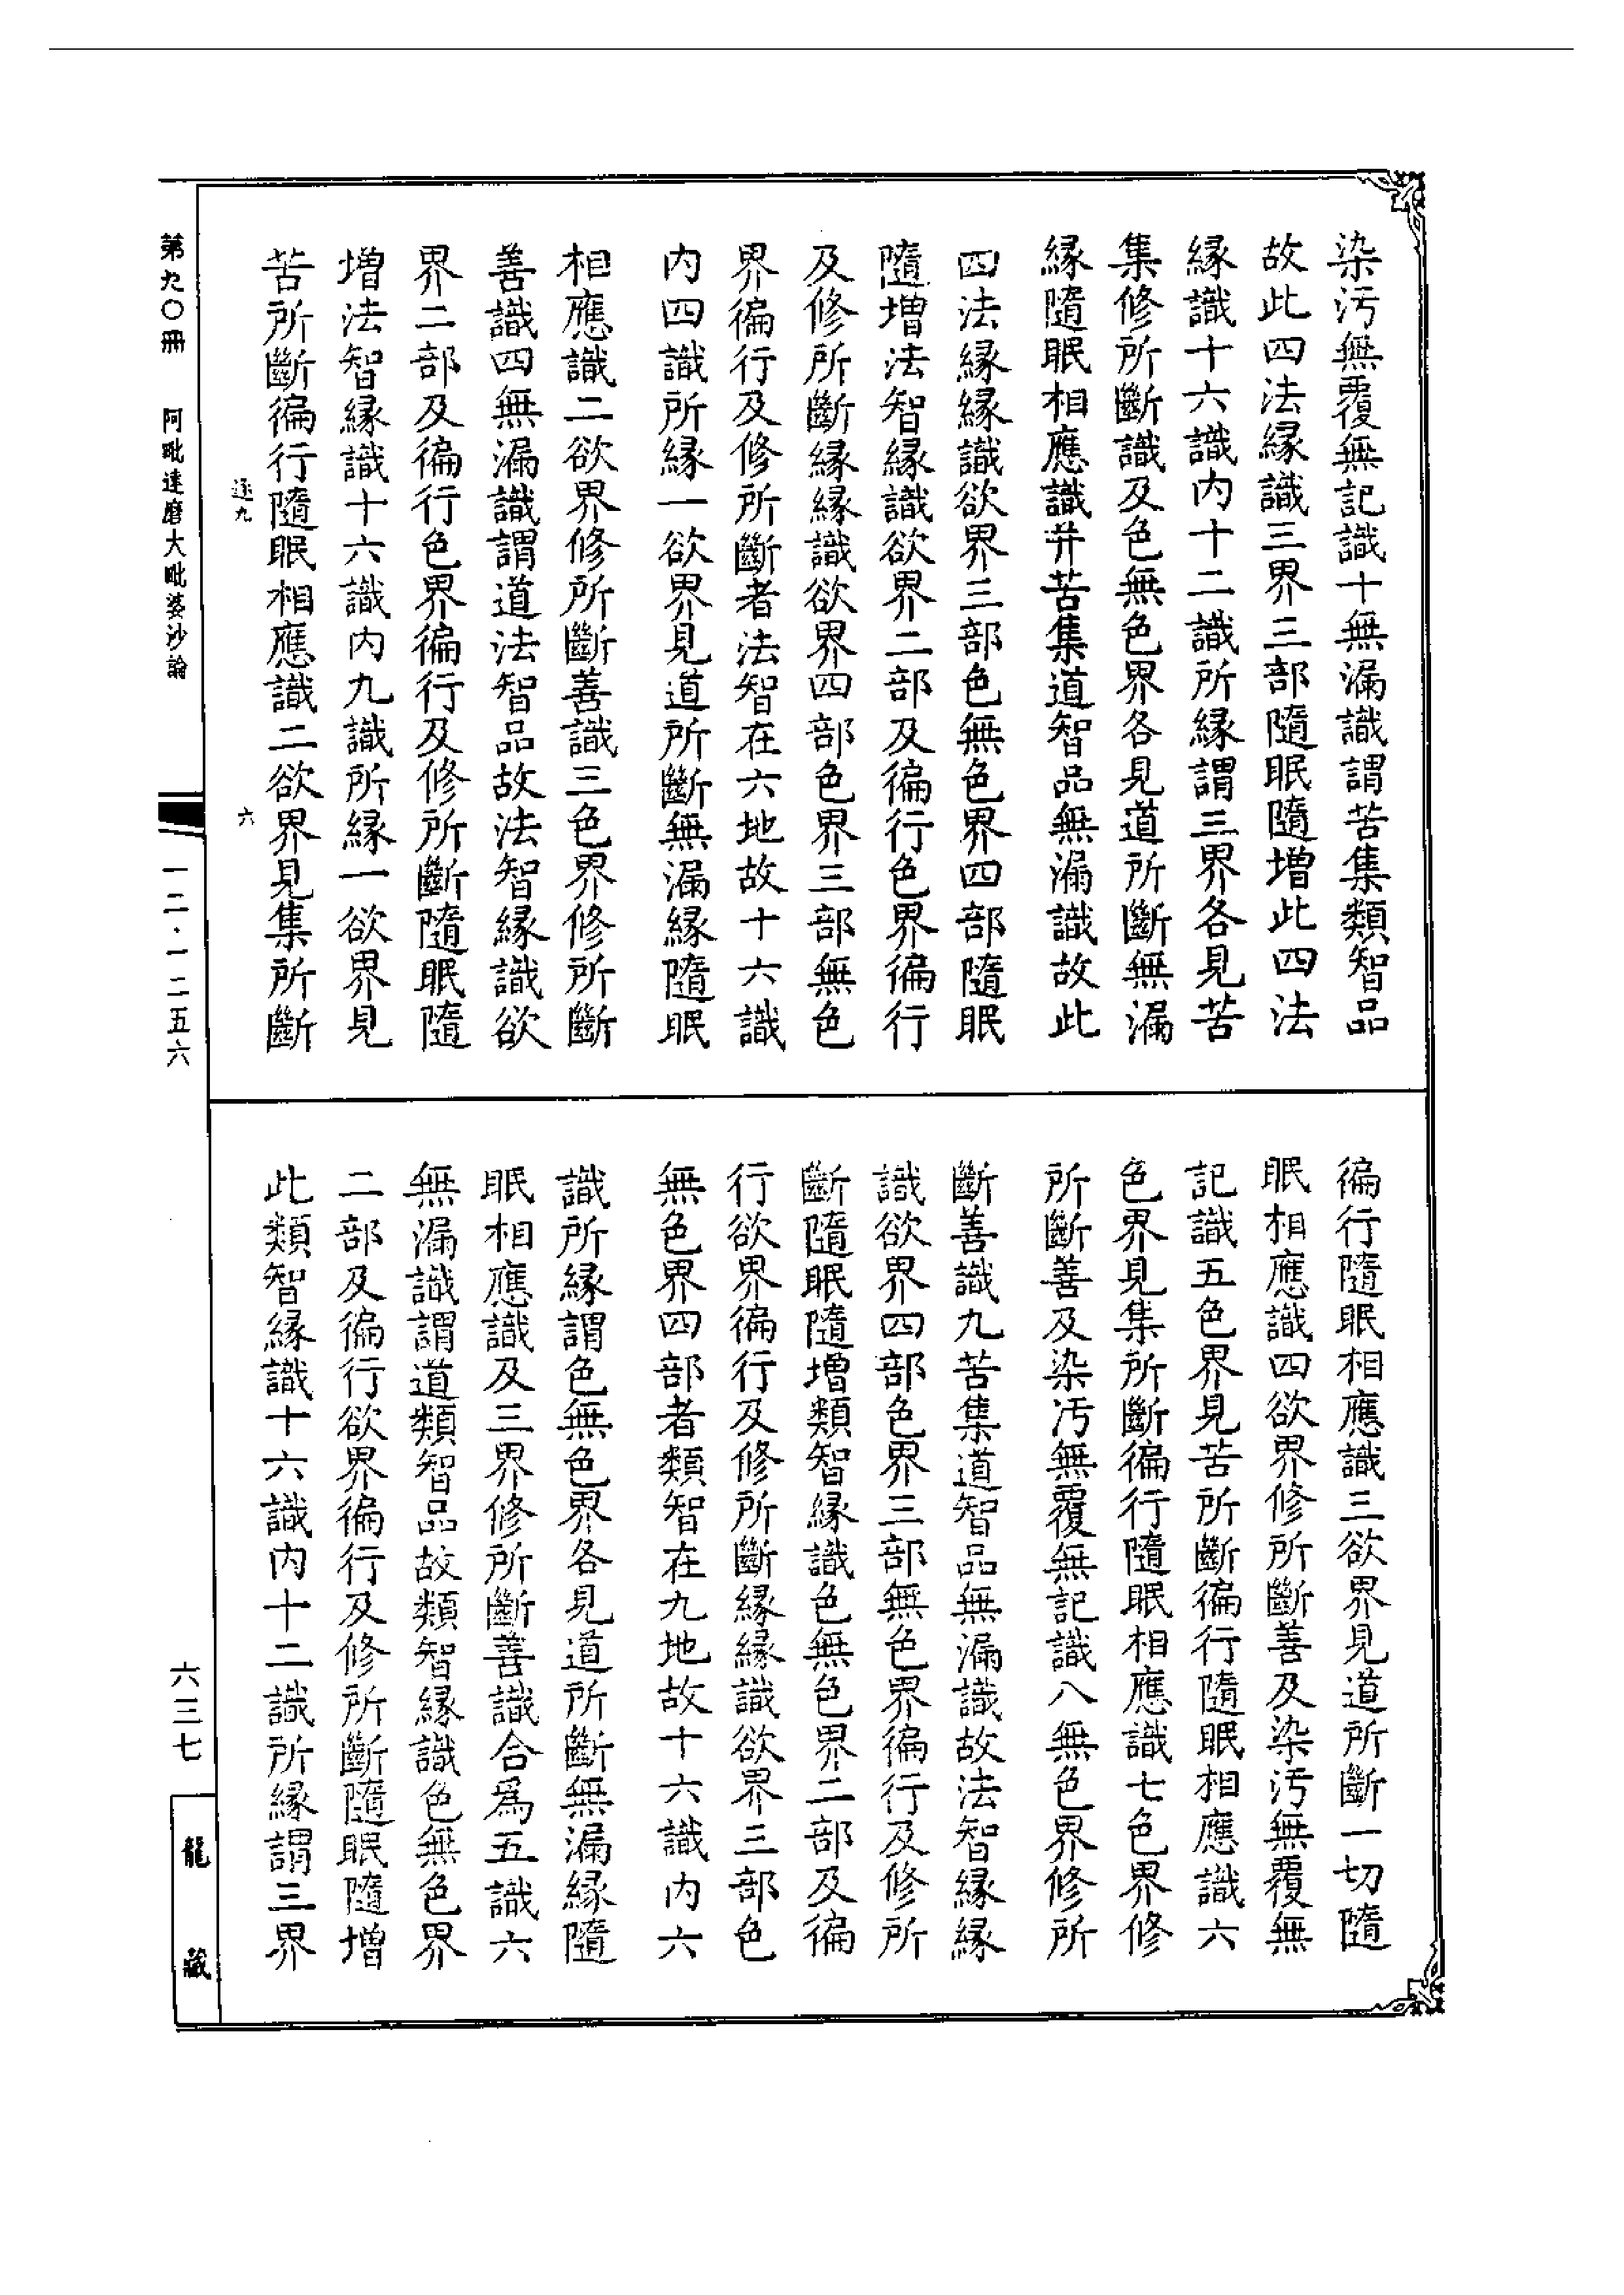 染污無覆無記識十無漏識謂苦集類智品
故此四法緣識三界三部隨眠隨增此四法
緣識十六識內十二識所緣謂三界各見苦
集修所斷識及色無色界各見道所斷無漏
緣隨眠相應識并苦集道智品無漏識故此
四法緣緣識欲界三部色無色界四部隨眠
隨增法智緣識欲界二部及徧行色界徧行
及修所斷緣緣識欲界四部色界三部無色
界徧行及修所斷者法智在六地故十六識
內四識所緣一欲界見道所斷無漏緣隨眠
相應識二欲界修所斷善識三色界修所斷
善識四無漏識謂道法智品故法智緣識欲
界二部及徧行色界徧行及修所斷隨眠隨
增法智緣識十六識內九識所緣一欲界見
苦所斷徧行隨眠相應識二欲界見集所斷
徧行隨眠相應識三欲界見道所斷一切隨
眠相應識四欲界修所斷善及染污無覆無
記識五色界見苦所斷徧行隨眠相應識六
色界見集所斷徧行隨眠相應識七色界修
所斷善及染污無覆無記識八無色界修所
斷善識九苦集道智品無漏識故法智緣緣
識欲界四部色界三部無色界徧行及修所
斷隨眠隨增類智緣識色無色界二部及徧
行欲界徧行及修所斷緣緣識欲界三部色
無色界四部者類智在九地故十六識內六
識所緣謂色無色界各見道所斷無漏緣隨
眠相應識及三界修所斷善識合為五識六
無漏識謂道類智品故類智緣識色無色界
二部及徧行欲界徧行及修所斷隨眠隨增
此類智緣識十六識內十二識所緣謂三界
逐九
六
第九〇冊
阿毗達磨大毗婆沙論
一二·一二五六
六三七
龍藏